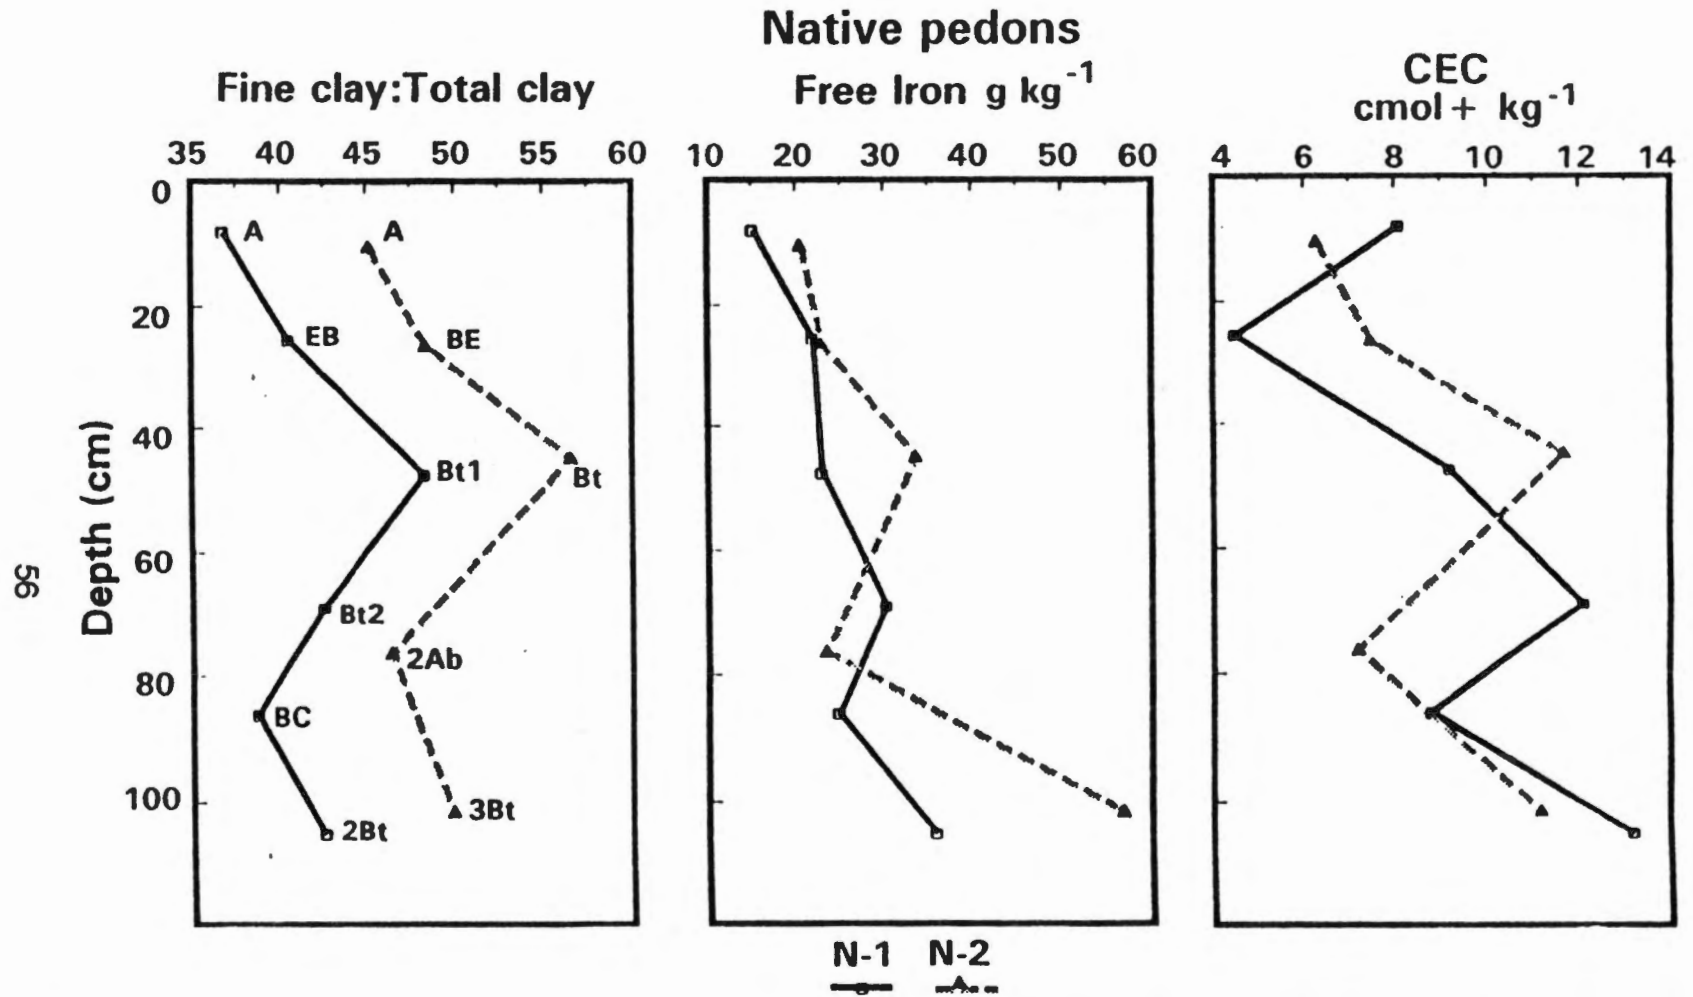 Native pedons
Fine clay:Total clay
Free Iron g kg-1
CEC
cmol+ kg-1
35 40 45 50 55 60
10 20 30 40 50 60
4 6 8 10 12 14
0
20
40
60
80
100
Depth (cm)
56
A
A
EB
BE
Bt1
Bt
Bt2
2Ab
BC
3Bt
2Bt
N-1 N-2